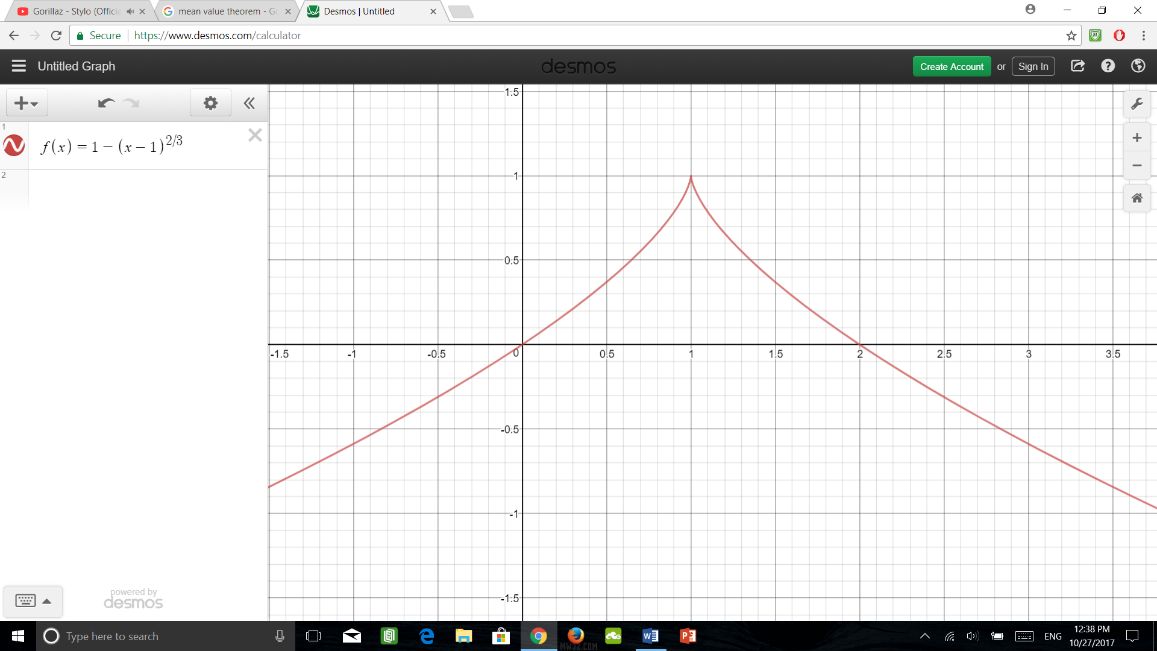 Gorillaz - Stylo (Offici
mean value theorem - G
Desmos | Untitled
Secure
https://www.desmos.com/calculator
Untitled Graph
desmos
Create Account or Sign In
1
f(x) = 1 − (x − 1)^2/3
2
1.5
1
0.5
-1.5 -1 -0.5 0 0.5 1 1.5 2 2.5 3 3.5
-0.5
-1
-1.5
powered by
desmos
Type here to search
ENG
12:38 PM
10/27/2017